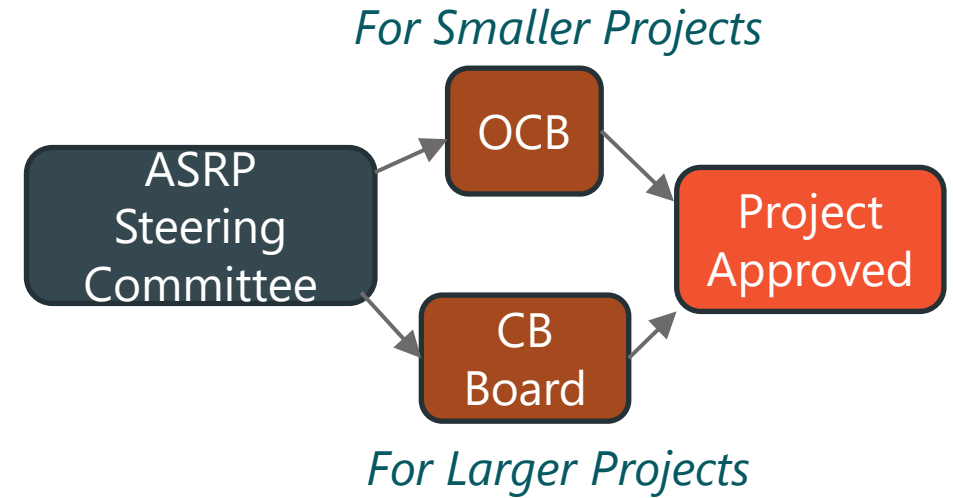 For Smaller Projects
OCB
ASRP
Steering
Committee
Project
Approved
CB
Board
For Larger Projects